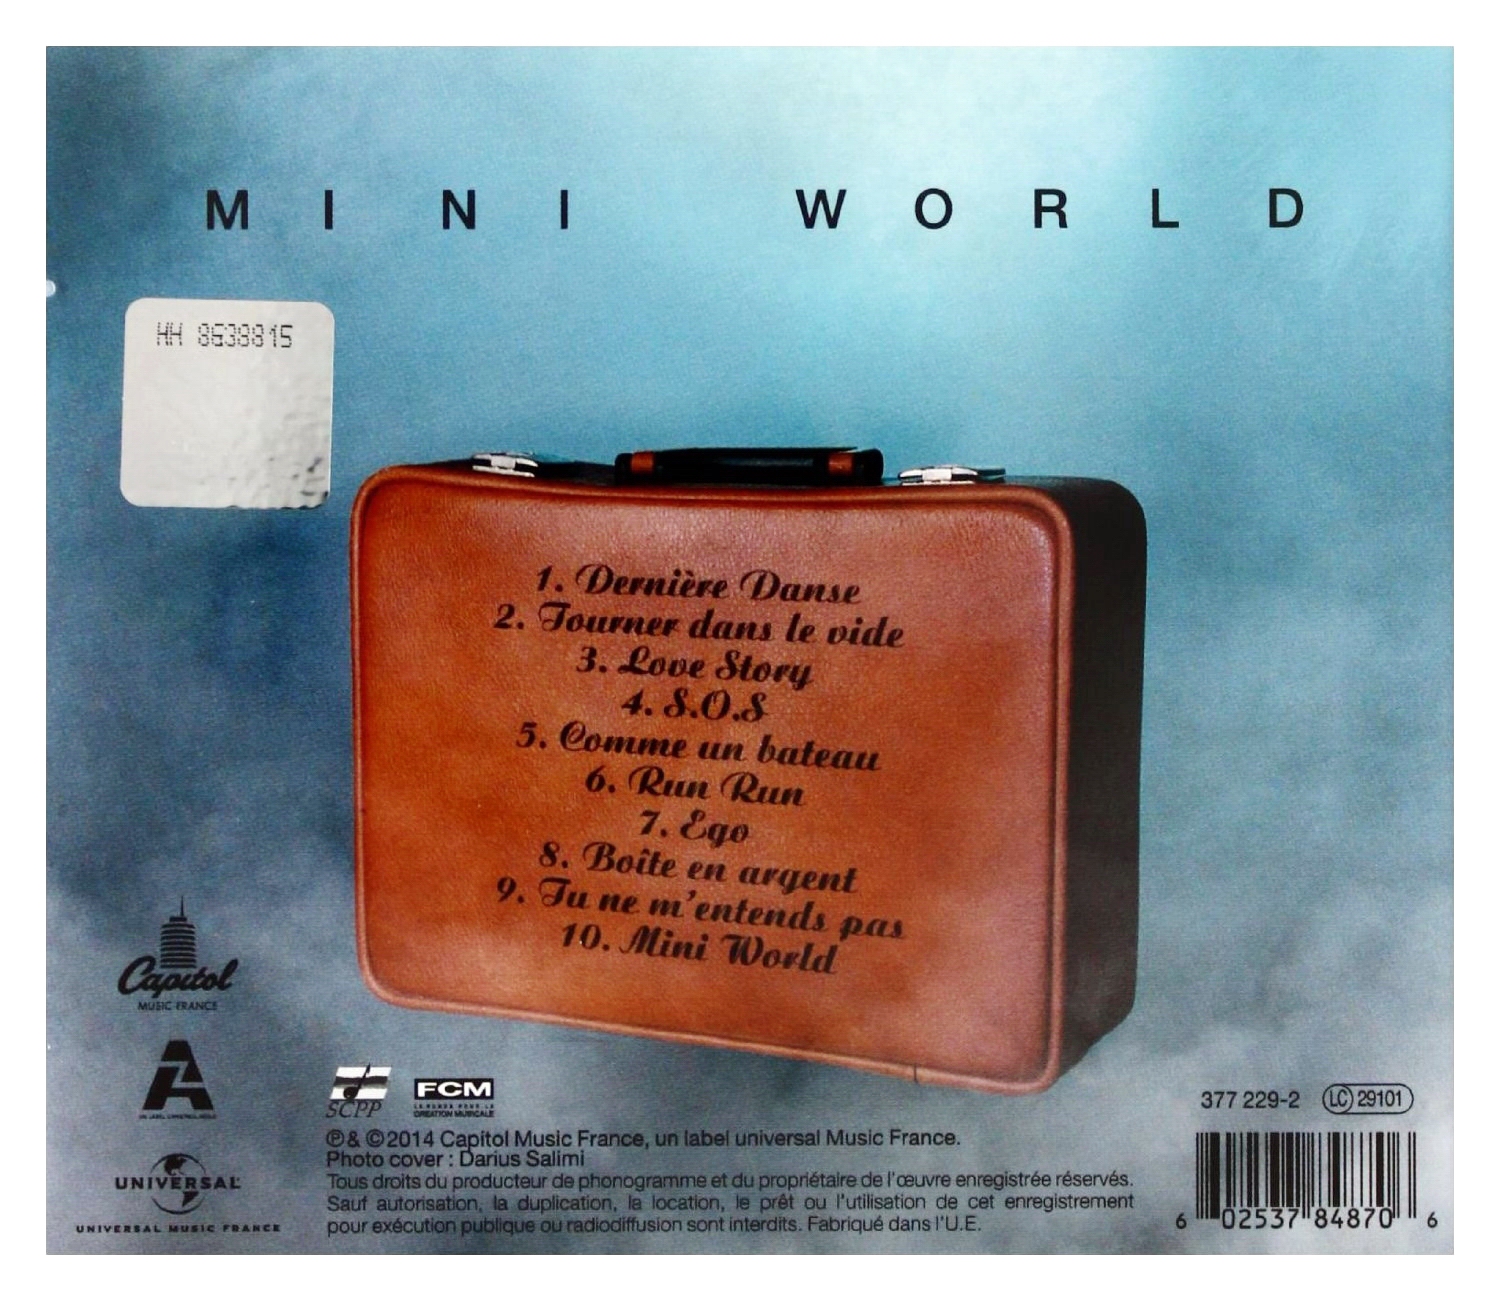 MINI WORLD
HH 8638815
1. Dernière Danse
2. Tourner dans le vide
3. Love Story
4. S.O.S
5. Comme un bateau
6. Run Run
7. Ego
8. Boîte en argent
9. Tu ne m'entends pas
10. Mini World
Capitol
MUSIC FRANCE
UNIVERSAL
UNIVERSAL MUSIC FRANCE
SCPP
FCM
CREATION MUSICALE
℗& ©2014 Capitol Music France, un label universal Music France.
Photo cover : Darius Salimi
Tous droits du producteur de phonogramme et du propriétaire de l'œuvre enregistrée réservés.
Sauf autorisation, la duplication, la location, le prêt ou l'utilisation de cet enregistrement
pour exécution publique ou radiodiffusion sont interdits. Fabriqué dans l'U.E.
377 229-2 LC 29101
6 02537 84870 6